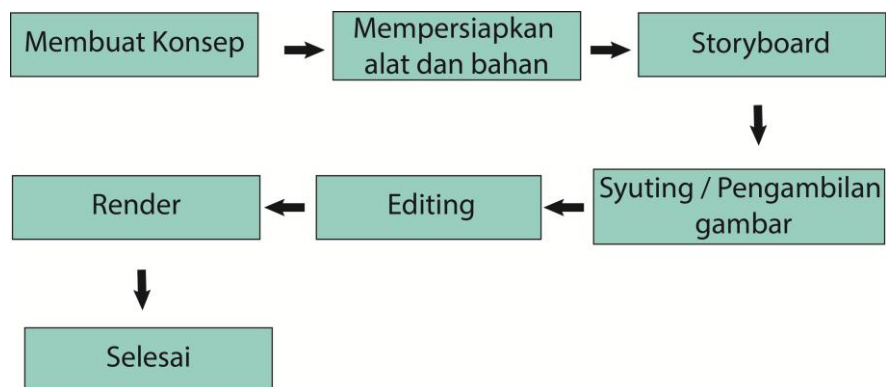 Membuat Konsep
Mempersiapkan
alat dan bahan
Storyboard
Syuting / Pengambilan
gambar
Editing
Render
Selesai